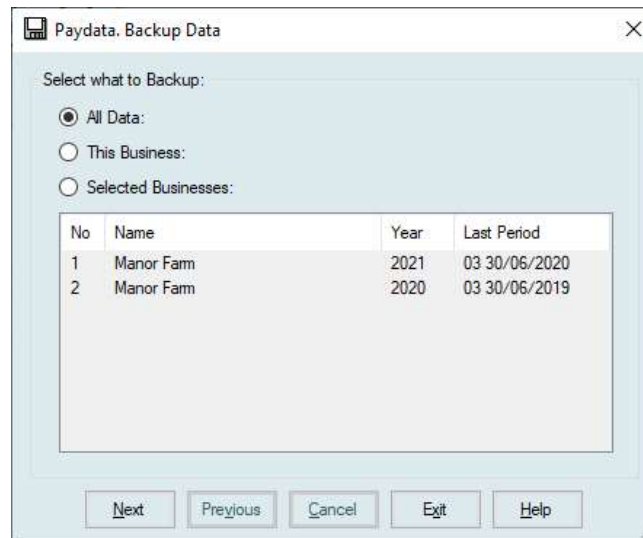 Paydata. Backup Data
Select what to Backup:
All Data:
This Business:
Selected Businesses:
No Name Year Last Period
1 Manor Farm 2021 03 30/06/2020
2 Manor Farm 2020 03 30/06/2019
Next Previous Cancel Exit Help